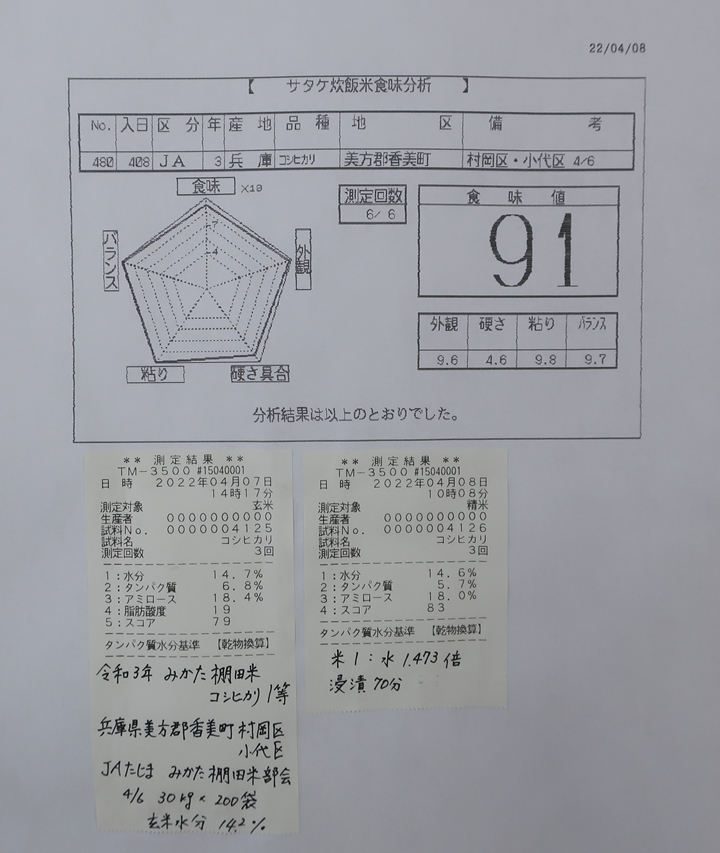 22/04/08
【 サタケ炊飯米食味分析 】
No. 入日 区 分 年 産 地 品 種 地 区 備 考
480 408 JA 3 兵 庫 コシヒカリ 美方郡香美町 村岡区・小代区 4/6
食味 ×10
測定回数
6/ 6
食 味 値
91
バランス
外観
7
4
粘り
硬さ具合
外観 硬さ 粘り バランス
9.6 4.6 9.8 9.7
分析結果は以上のとおりでした。
** 測定結果 **
TM-3500 #15040001
日 時 2022年04月07日
14時17分
測定対象 玄米
生産者 0000000000
試料No. 0000004125
試料名 コシヒカリ
測定回数 3回
1:水分 14.7%
2:タンパク質 6.8%
3:アミロース 18.4%
4:脂肪酸度 19
5:スコア 79
タンパク質水分基準 【乾物換算】
令和3年 みかた棚田米
コシヒカリ 1等
兵庫県美方郡香美町村岡区
小代区
JAたじま みかた棚田米部会
4/6 30kg × 200袋
玄米水分 14.2%
** 測定結果 **
TM-3500 #15040001
日 時 2022年04月08日
10時08分
測定対象 精米
生産者 0000000000
試料No. 0000004126
試料名 コシヒカリ
測定回数 3回
1:水分 14.6%
2:タンパク質 5.7%
3:アミロース 18.0%
4:スコア 83
タンパク質水分基準 【乾物換算】
米1:水1.473倍
浸漬70分